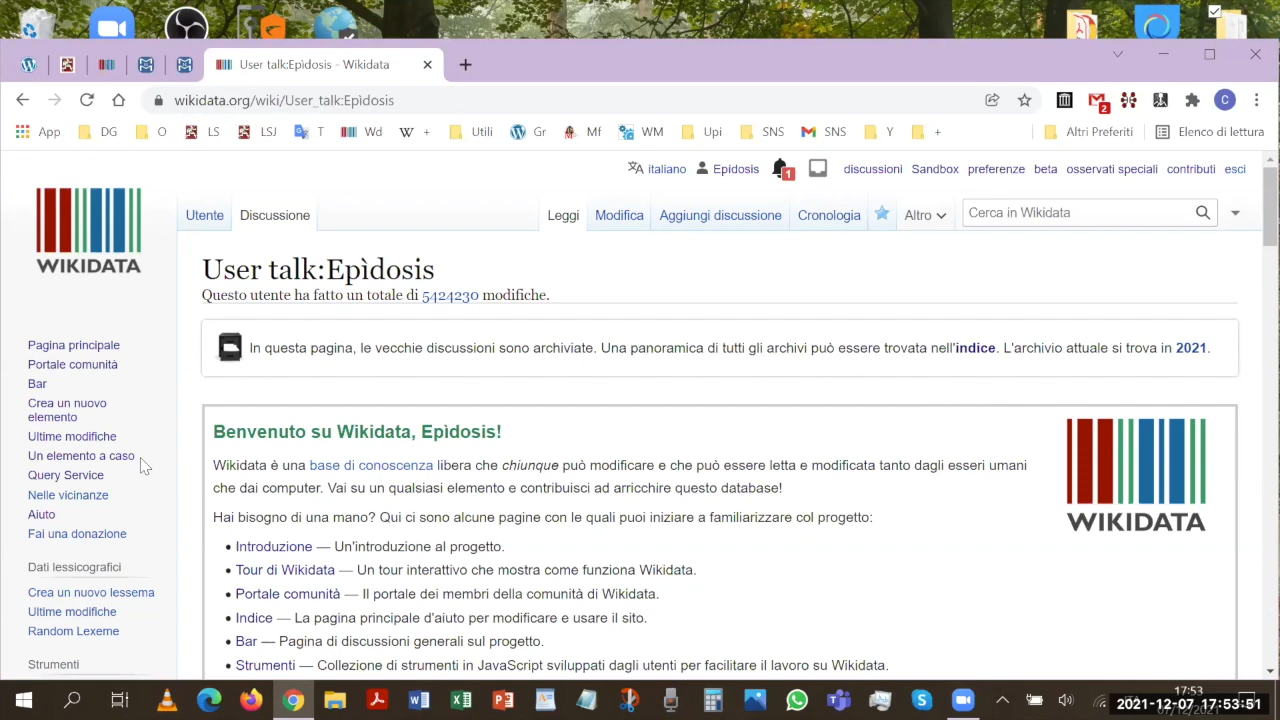 User talk:Epìdosis - Wikidata
wikidata.org/wiki/User_talk:Epìdosis
2
C
App
DG
O
LS
LSJ
T
Wd
+
Utili
Gr
Mf
WM
Upi
SNS
SNS
Y
+
Altri Preferiti
Elenco di lettura
italiano
Epìdosis
1
discussioni
Sandbox
preferenze
beta
osservati speciali
contributi
esci
WIKIDATA
Utente
Discussione
Leggi
Modifica
Aggiungi discussione
Cronologia
Altro
Cerca in Wikidata
User talk:Epìdosis
Questo utente ha fatto un totale di 5424230 modifiche.
In questa pagina, le vecchie discussioni sono archiviate. Una panoramica di tutti gli archivi può essere trovata nell'indice. L'archivio attuale si trova in 2021.
Pagina principale
Portale comunità
Bar
Crea un nuovo
elemento
Ultime modifiche
Un elemento a caso
Query Service
Nelle vicinanze
Aiuto
Fai una donazione
Dati lessicografici
Crea un nuovo lessema
Ultime modifiche
Random Lexeme
Strumenti
Benvenuto su Wikidata, Epìdosis!
Wikidata è una base di conoscenza libera che chiunque può modificare e che può essere letta e modificata tanto dagli esseri umani
che dai computer. Vai su un qualsiasi elemento e contribuisci ad arricchire questo database!
Hai bisogno di una mano? Qui ci sono alcune pagine con le quali puoi iniziare a familiarizzare col progetto:
• Introduzione — Un'introduzione al progetto.
• Tour di Wikidata — Un tour interattivo che mostra come funziona Wikidata.
• Portale comunità — Il portale dei membri della comunità di Wikidata.
• Indice — La pagina principale d'aiuto per modificare e usare il sito.
• Bar — Pagina di discussioni generali sul progetto.
• Strumenti — Collezione di strumenti in JavaScript sviluppati dagli utenti per facilitare il lavoro su Wikidata.
WIKIDATA
17:53
2021-12-07 17:53:51